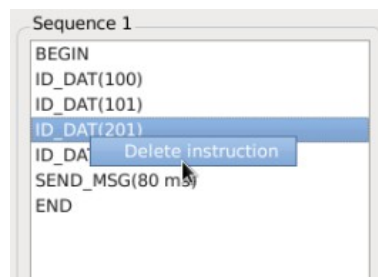 Sequence 1
BEGIN
ID_DAT(100)
ID_DAT(101)
ID_DAT(201)
Delete instruction
ID_DAT
SEND_MSG(80 ms)
END